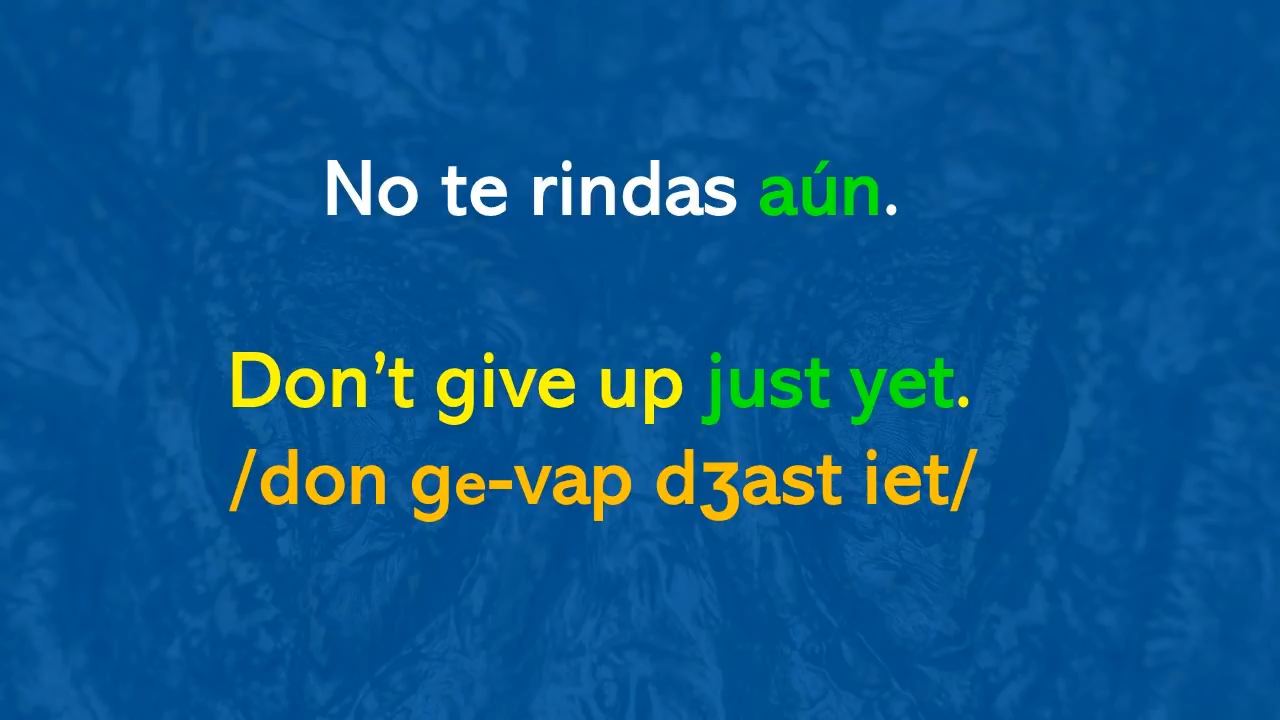 No te rindas aún.
Don’t give up just yet.
/don ge-vap dʒast iet/